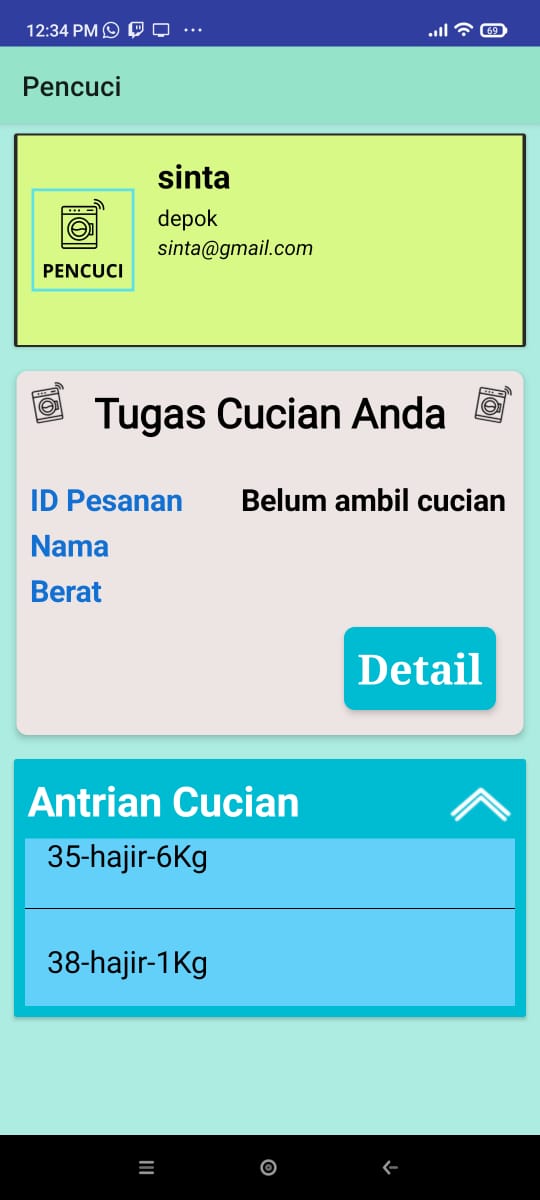 12:34 PM
69
Pencuci
sinta
depok
sinta@gmail.com
PENCUCI
Tugas Cucian Anda
ID Pesanan Belum ambil cucian
Nama
Berat
Detail
Antrian Cucian
35-hajir-6Kg
38-hajir-1Kg